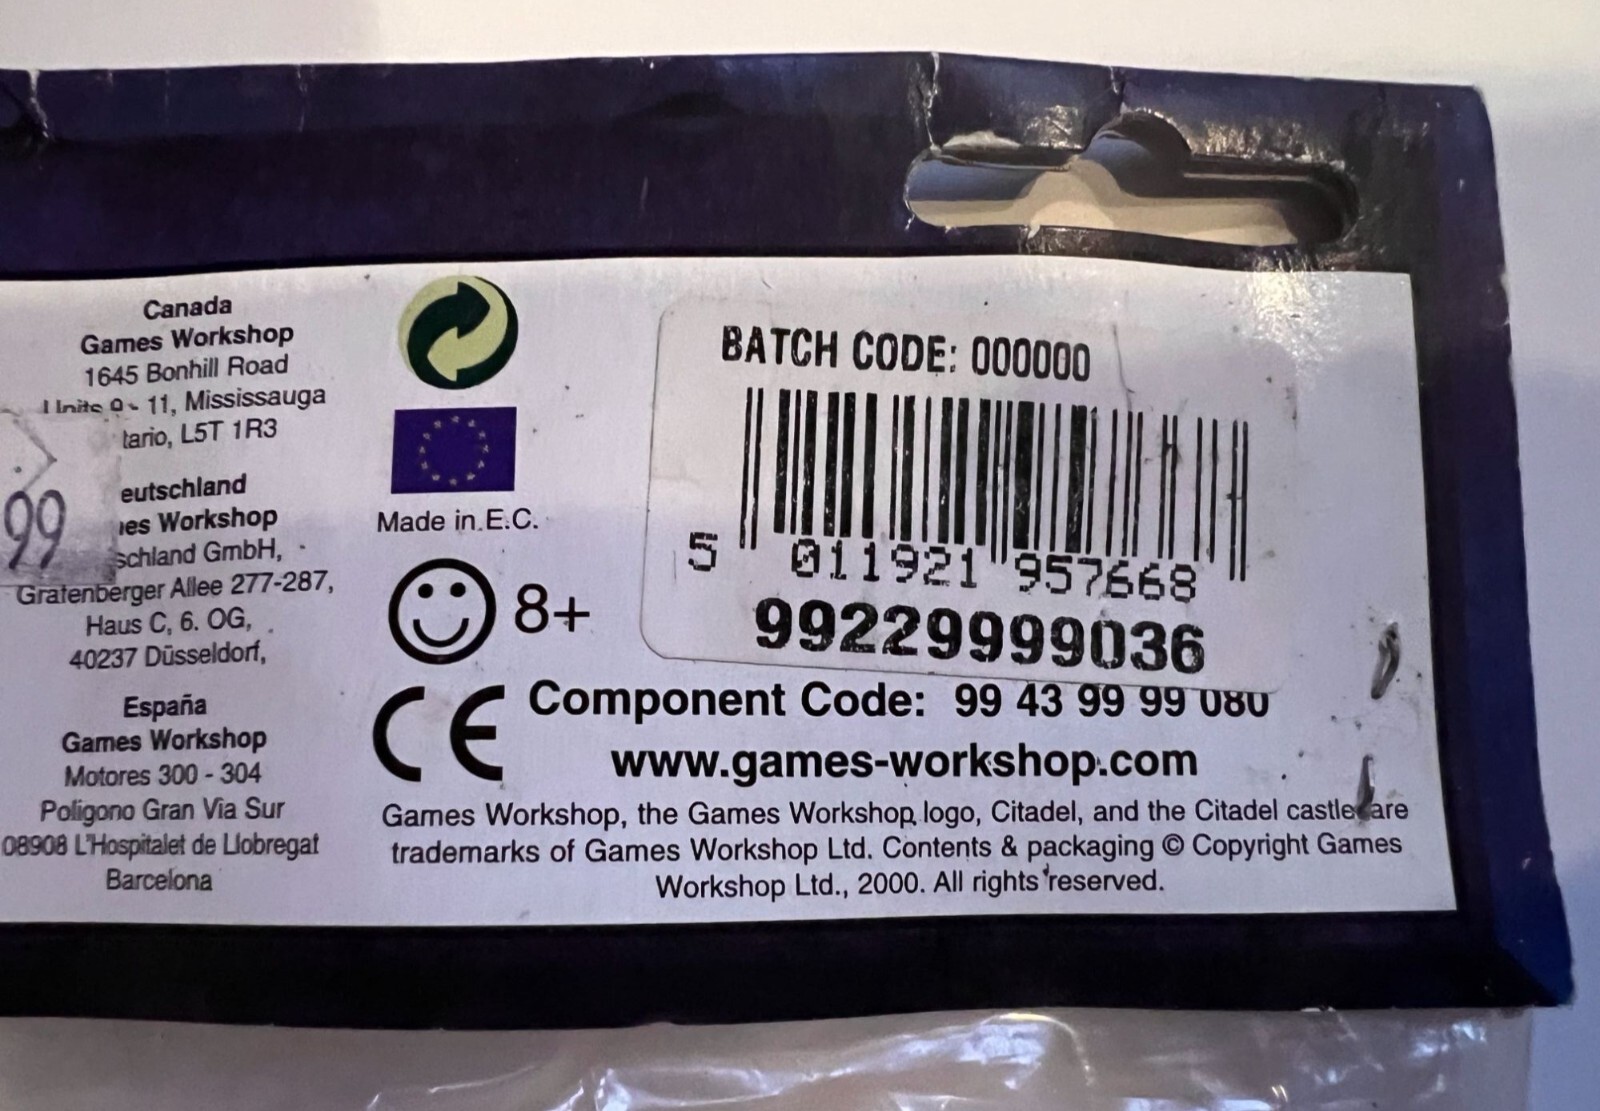 Canada
Games Workshop
1645 Bonhill Road
Units 9 - 11, Mississauga
tario, L5T 1R3
99
eutschland
es Workshop
schland GmbH,
Grafenberger Allee 277-287,
Haus C, 6. OG,
40237 Düsseldorf,
España
Games Workshop
Motores 300 - 304
Poligono Gran Via Sur
08908 L'Hospitalet de Llobregat
Barcelona
Made in E.C.
8+
CE
BATCH CODE: 000000
5 011921 957668
99229999036
Component Code: 99 43 99 99 080
www.games-workshop.com
Games Workshop, the Games Workshop logo, Citadel, and the Citadel castle are
trademarks of Games Workshop Ltd. Contents & packaging © Copyright Games
Workshop Ltd., 2000. All rights reserved.